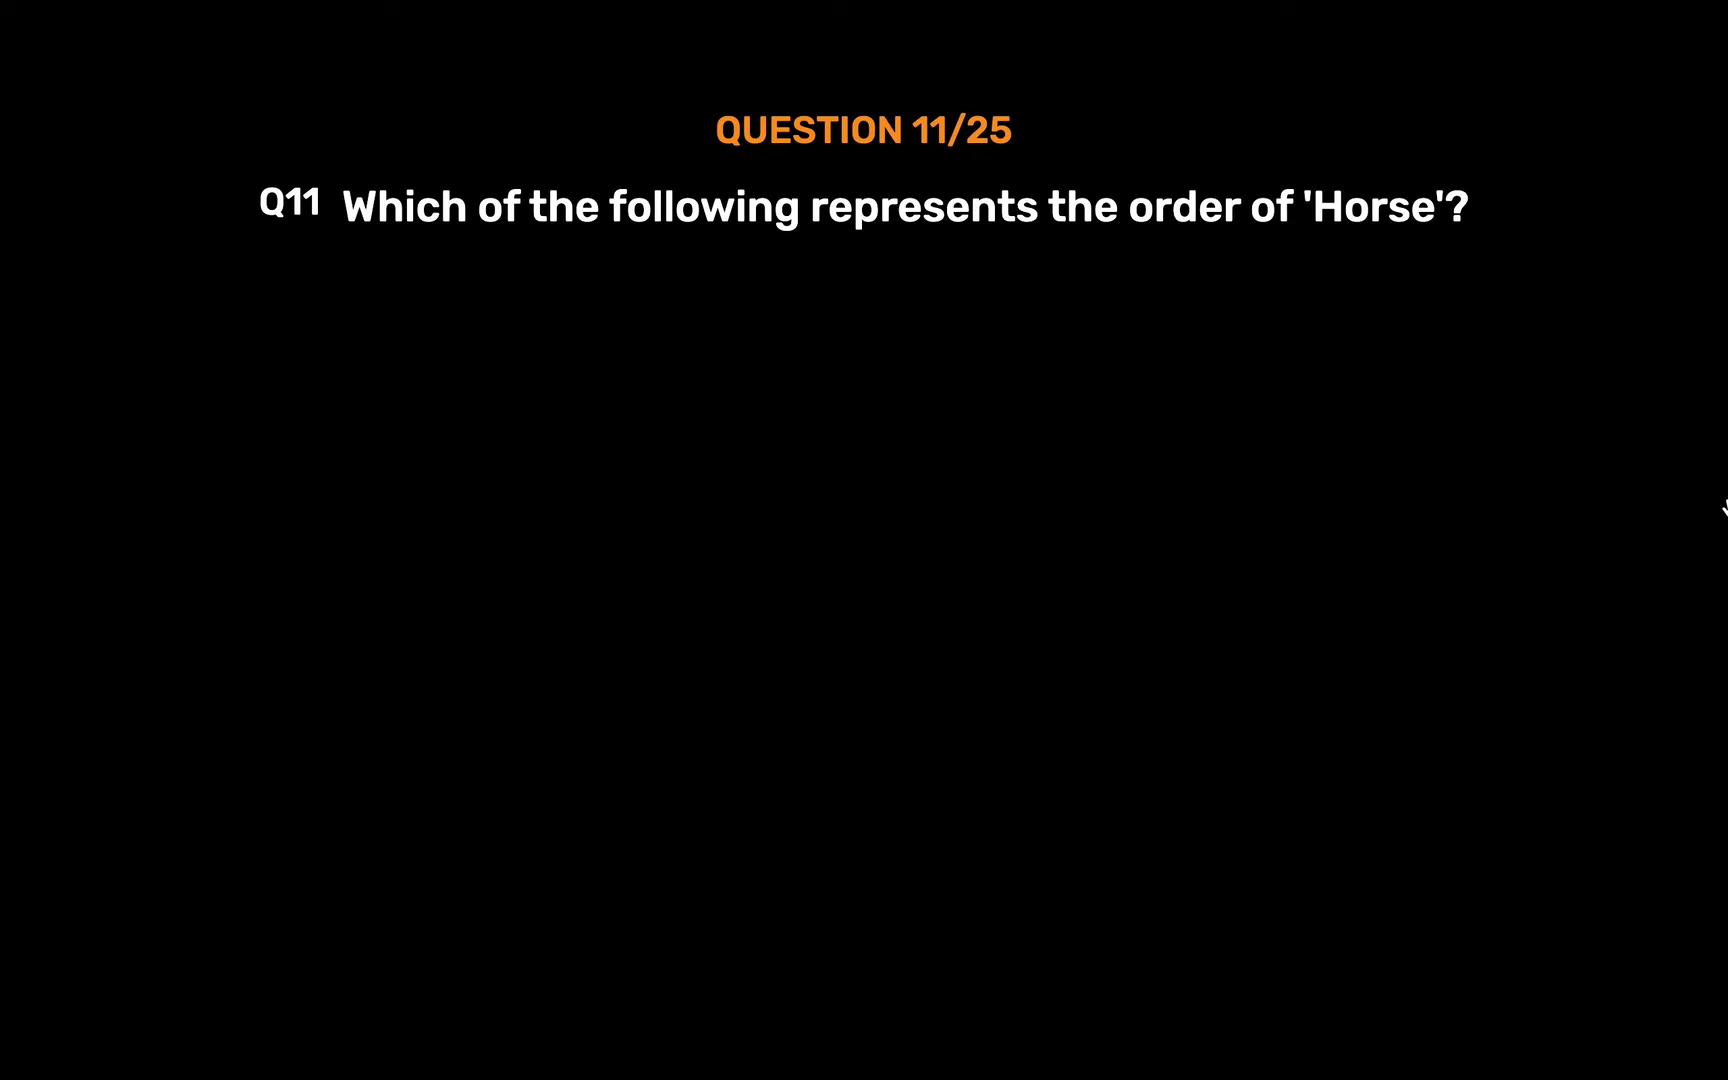 QUESTION 11/25
Q11 Which of the following represents the order of 'Horse'?